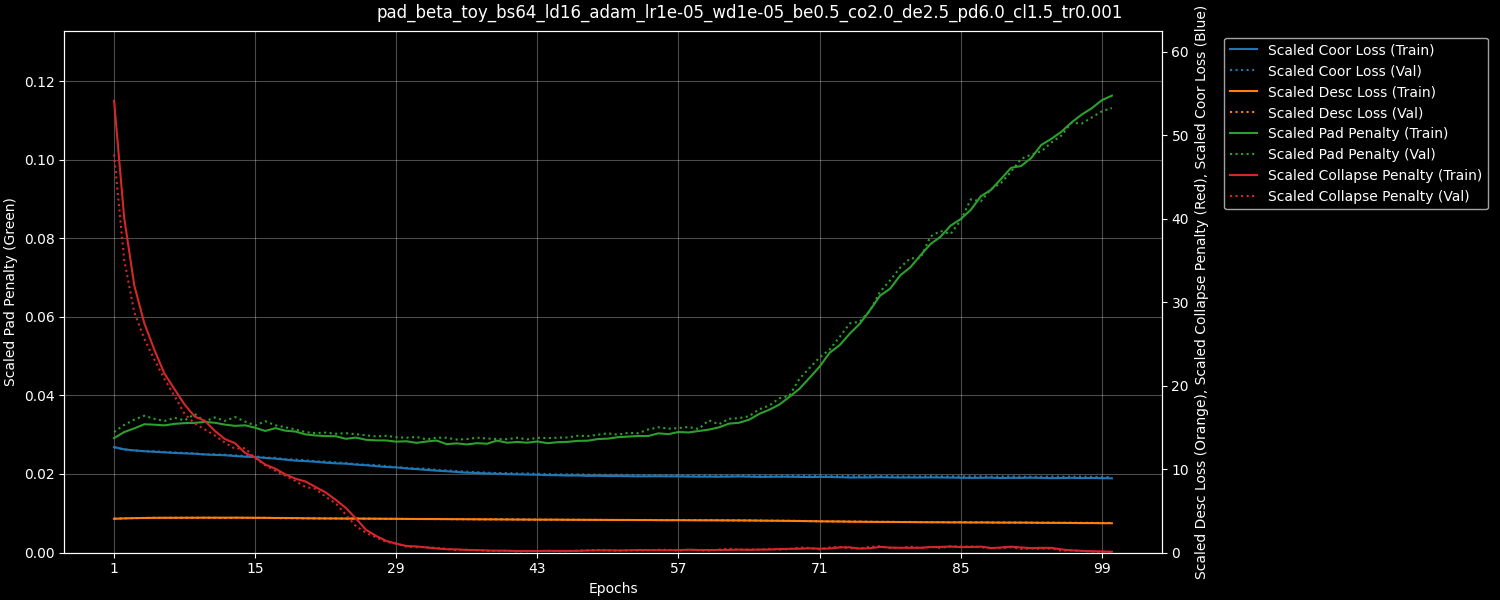 pad_beta_toy_bs64_ld16_adam_lr1e-05_wd1e-05_be0.5_co2.0_de2.5_pd6.0_cl1.5_tr0.001
Scaled Pad Penalty (Green)
0.12
0.10
0.08
0.06
0.04
0.02
0.00
1
15
29
43
57
71
85
99
Epochs
60
50
40
30
20
10
0
Scaled Desc Loss (Orange), Scaled Collapse Penalty (Red), Scaled Coor Loss (Blue)
Scaled Coor Loss (Train)
Scaled Coor Loss (Val)
Scaled Desc Loss (Train)
Scaled Desc Loss (Val)
Scaled Pad Penalty (Train)
Scaled Pad Penalty (Val)
Scaled Collapse Penalty (Train)
Scaled Collapse Penalty (Val)